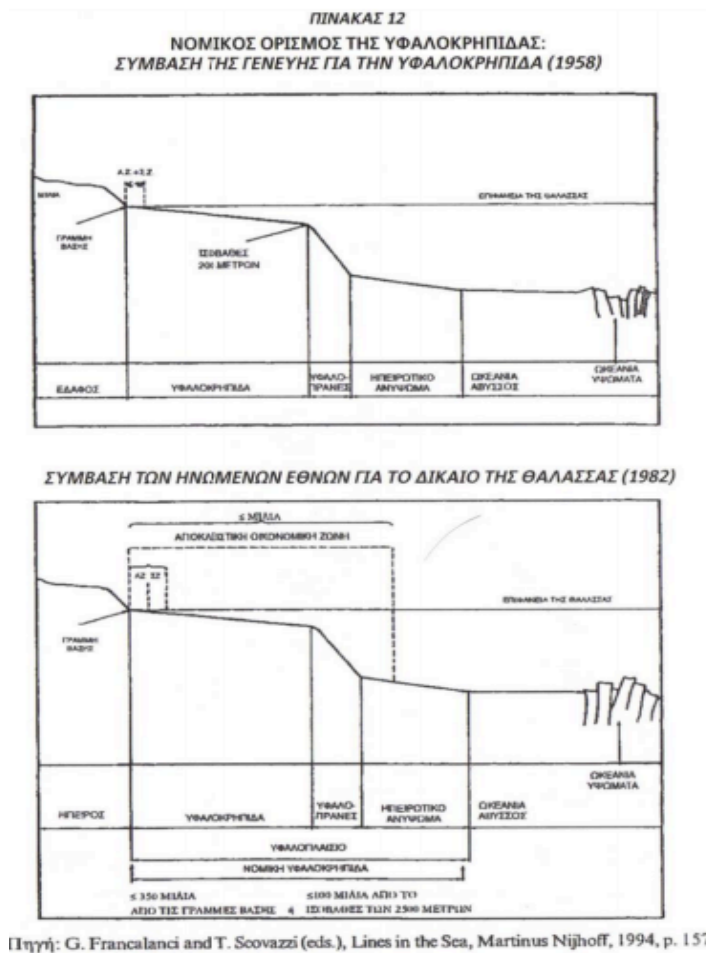 ΠΙΝΑΚΑΣ 12
ΝΟΜΙΚΟΣ ΟΡΙΣΜΟΣ ΤΗΣ ΥΦΑΛΟΚΡΗΠΙΔΑΣ:
ΣΥΜΒΑΣΗ ΤΗΣ ΓΕΝΕΥΗΣ ΓΙΑ ΤΗΝ ΥΦΑΛΟΚΡΗΠΙΔΑ (1958)
Α.Ζ.+Σ.Ζ.
ΕΠΙΦΑΝΕΙΑ ΤΗΣ ΘΑΛΑΣΣΑΣ
ΓΡΑΜΜΗ
ΒΑΣΗΣ
ΙΣΟΒΑΘΕΣ
200 ΜΕΤΡΩΝ
ΕΔΑΦΟΣ
ΥΦΑΛΟΚΡΗΠΙΔΑ
ΥΦΑΛΟ-
ΠΡΑΝΕΣ
ΗΠΕΙΡΩΤΙΚΟ
ΑΝΥΨΩΜΑ
ΩΚΕΑΝΙΑ
ΑΒΥΣΣΟΣ
ΩΚΕΑΝΙΑ
ΥΨΩΜΑΤΑ
ΣΥΜΒΑΣΗ ΤΩΝ ΗΝΩΜΕΝΩΝ ΕΘΝΩΝ ΓΙΑ ΤΟ ΔΙΚΑΙΟ ΤΗΣ ΘΑΛΑΣΣΑΣ (1982)
≤ ΜΙΛΙΑ
ΑΠΟΚΛΕΙΣΤΙΚΗ ΟΙΚΟΝΟΜΙΚΗ ΖΩΝΗ
ΑΖ ΣΖ
ΕΠΙΦΑΝΕΙΑ ΤΗΣ ΘΑΛΑΣΣΑΣ
ΓΡΑΜΜΗ
ΒΑΣΗΣ
ΗΠΕΙΡΟΣ
ΥΦΑΛΟΚΡΗΠΙΔΑ
ΥΦΑΛΟ-
ΠΡΑΝΕΣ
ΗΠΕΙΡΩΤΙΚΟ
ΑΝΥΨΩΜΑ
ΩΚΕΑΝΙΑ
ΑΒΥΣΣΟΣ
ΩΚΕΑΝΙΑ
ΥΨΩΜΑΤΑ
ΥΦΑΛΟΠΛΑΙΣΙΟ
ΝΟΜΙΚΗ ΥΦΑΛΟΚΡΗΠΙΔΑ
≤ 350 ΜΙΛΙΑ ≤100 ΜΙΛΙΑ ΑΠΟ ΤΟ
ΑΠΟ ΤΙΣ ΓΡΑΜΜΕΣ ΒΑΣΗΣ ή ΙΣΟΒΑΘΕΣ ΤΩΝ 2500 ΜΕΤΡΩΝ
Πηγή: G. Francalanci and T. Scovazzi (eds.), Lines in the Sea, Martinus Nijhoff, 1994, p. 157